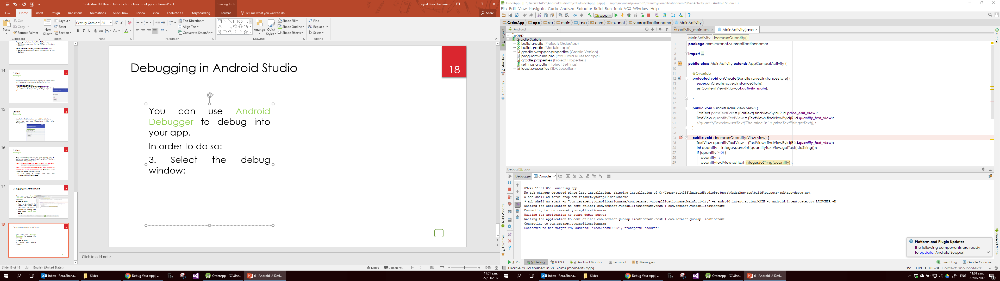 6 - Android UI Design Introduction - User Input.pptx - PowerPoint
Drawing Tools
Seyed Reza Shahamiri
File Home Insert Design Transitions Animations Slide Show Review View EndNote X7 Storyboarding Format Tell me what you want to do
Share
Paste
Cut
Copy
Format Painter
Clipboard
New Slide
Layout
Reset
Section
Slides
Century Gothic 24
Font
Text Direction
Align Text
Convert to SmartArt
Paragraph
Arrange
Quick Styles
Shape Fill
Shape Outline
Shape Effects
Drawing
Find
Replace
Select
Editing
14
15
16
17
Debugging in Android Studio
18
Debugging in Android Studio
Debugging in Android Studio
18
You can use Android
Debugger to debug into
your app.
In order to do so:
3. Select the debug
window:
Click to add notes
Slide 18 of 18 English (United States)
Notes Comments 108%
Inbox - Reza.Shaha...
Slides
Debug Your App | ...
OrderApp - [C:\Use...
6 - Android UI Desi...
11:01 a.m.
27/03/2017
OrderApp - [C:\Users\st14156\AndroidStudioProjects\OrderApp] - [app] - ...\app\src\main\java\com\rezanet\yuorapllicationname\MainActivity.java - Android Studio 2.3
File Edit View Navigate Code Analyze Refactor Build Run Tools VCS Window Help
app
OrderApp app src main java com rezanet yuorapllicationname MainActivity
1: Project
7: Structure
Captures
Build Variants
2: Favorites
Android
app
Gradle Scripts
build.gradle (Project: OrderApp)
build.gradle (Module: app)
gradle-wrapper.properties (Gradle Version)
proguard-rules.pro (ProGuard Rules for app)
gradle.properties (Project Properties)
settings.gradle (Project Settings)
local.properties (SDK Location)
activity_main.xml MainActivity.java
MainActivity increaseQuantity()
1 package com.rezanet.yuorapllicationname;
2
3 import ...
8
9 public class MainActivity extends AppCompatActivity {
10
11 @Override
12 protected void onCreate(Bundle savedInstanceState) {
13 super.onCreate(savedInstanceState);
14 setContentView(R.layout.activity_main);
15
16 }
17
18 public void submitOrder(View view) {
19 EditText priceTextEdit = (EditText) findViewById(R.id.price_edit_view);
20 TextView quantityTextView = (TextView) findViewById(R.id.quantity_text_view);
21 //quantityTextView.setText("The price is: " + priceTextEdit.getText());
22 }
23
24 public void decreaseQuantity(View view) {
25 TextView quantityTextView = (TextView) findViewById(R.id.quantity_text_view);
26 int quantity = Integer.parseInt(quantityTextView.getText().toString());
27 if (quantity > 0) {
28 quantity--;
29 quantityTextView.setText(Integer.toString(quantity));
Gradle
Android Model
Debug app
Debugger Console
03/27 11:01:05: Launching app
No apk changes detected since last installation, skipping installation of C:\Users\st14156\AndroidStudioProjects\OrderApp\app\build\outputs\apk\app-debug.apk
$ adb shell am force-stop com.rezanet.yuorapllicationname
$ adb shell am start -n "com.rezanet.yuorapllicationname/com.rezanet.yuorapllicationname.MainActivity" -a android.intent.action.MAIN -c android.intent.category.LAUNCHER -D
Waiting for application to come online: com.rezanet.yuorapllicationname.test | com.rezanet.yuorapllicationname
Connecting to com.rezanet.yuorapllicationname
Waiting for application to start debug server
Waiting for application to come online: com.rezanet.yuorapllicationname.test | com.rezanet.yuorapllicationname
Connecting to com.rezanet.yuorapllicationname
Connected to the target VM, address: 'localhost:8602', transport: 'socket'
Platform and Plugin Updates
The following components are ready
to update: Android Support...
4: Run 5: Debug TODO 6: Android Monitor Terminal 0: Messages Event Log Gradle Console
Gradle build finished in 2s 169ms (moments ago) 35:1 CRLF UTF-8 Context: <no context>
Inbox - Reza.Shaha...
Slides
Debug Your App | ...
OrderApp - [C:\Use...
6 - Android UI Desi...
ENG
11:01 a.m.
27/03/2017